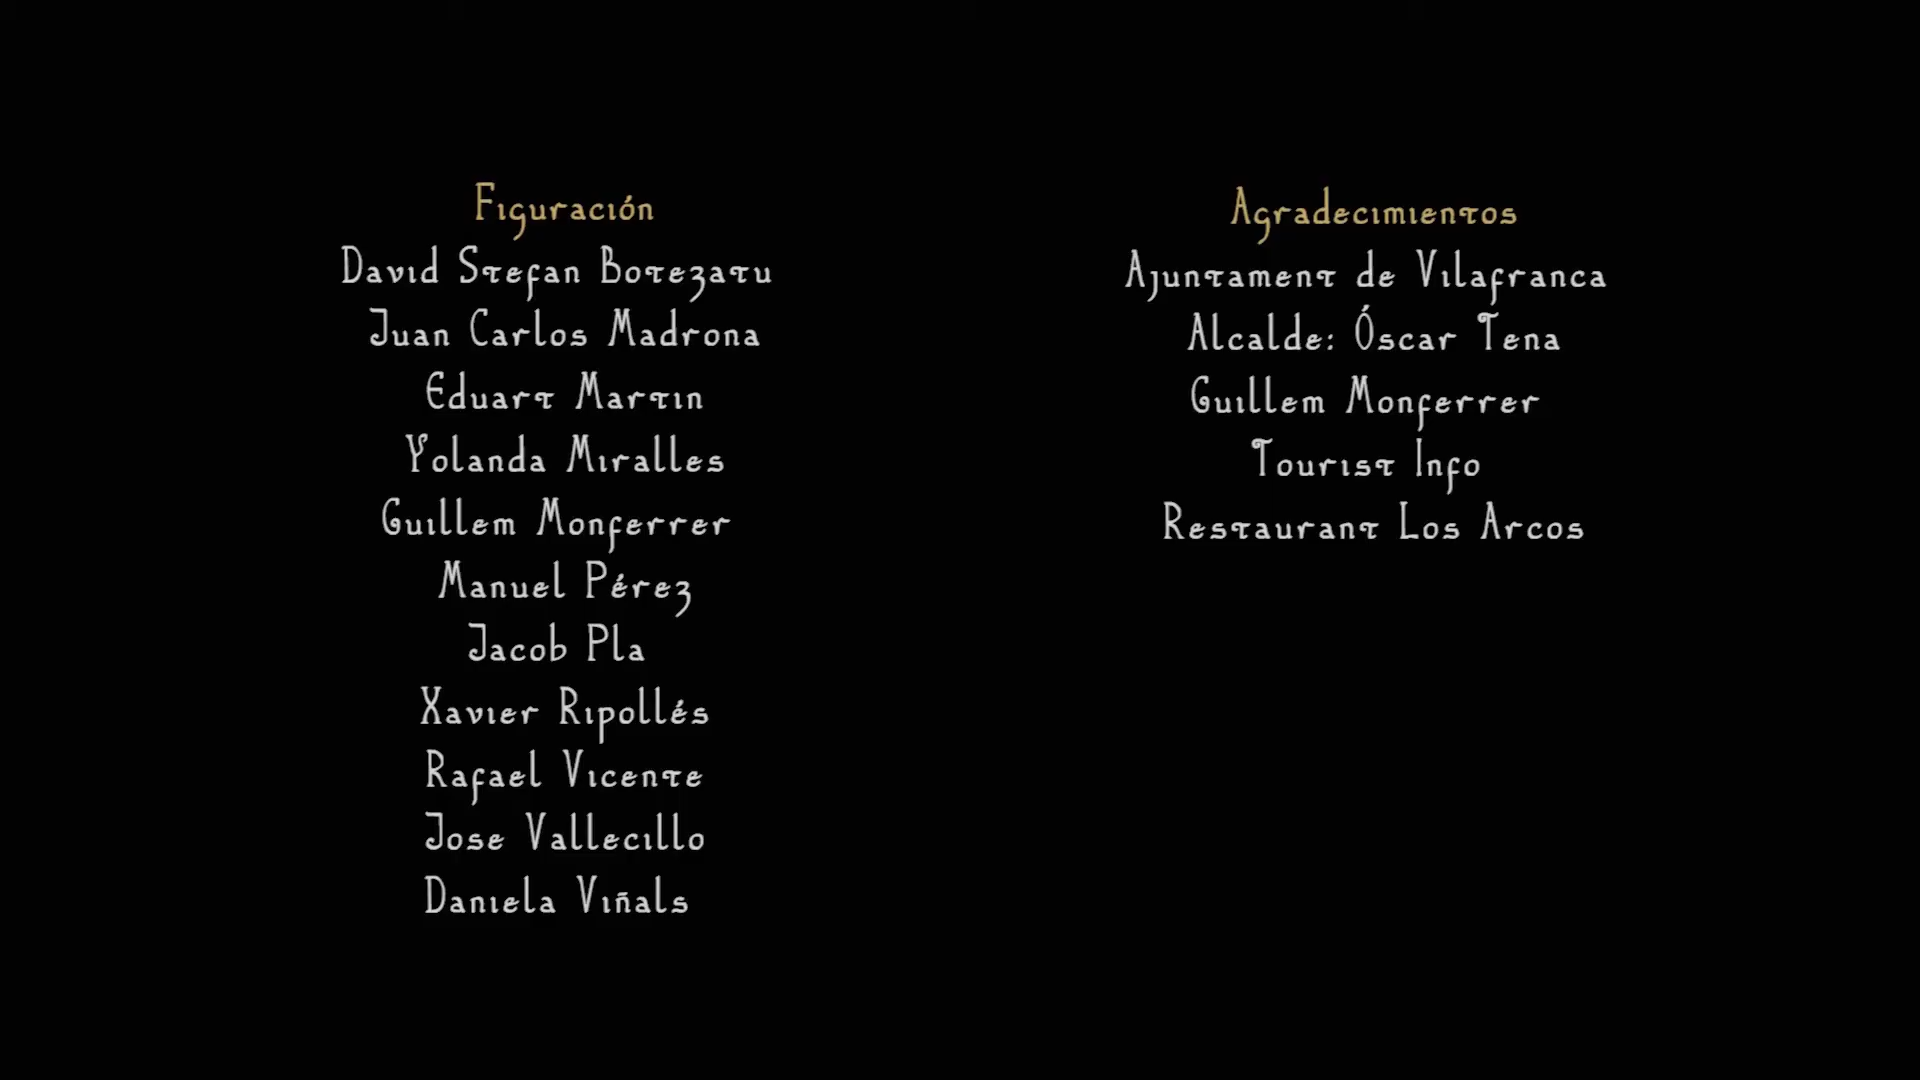 Figuración
David Stefan Botezatu
Juan Carlos Madrona
Eduart Martin
Yolanda Miralles
Guillem Monferrer
Manuel Pérez
Jacob Pla
Xavier Ripollés
Rafael Vicente
Jose Vallecillo
Daniela Viñals
Agradecimientos
Ajuntament de Vilafranca
Alcalde: Óscar Tena
Guillem Monferrer
Tourist Info
Restaurant Los Arcos